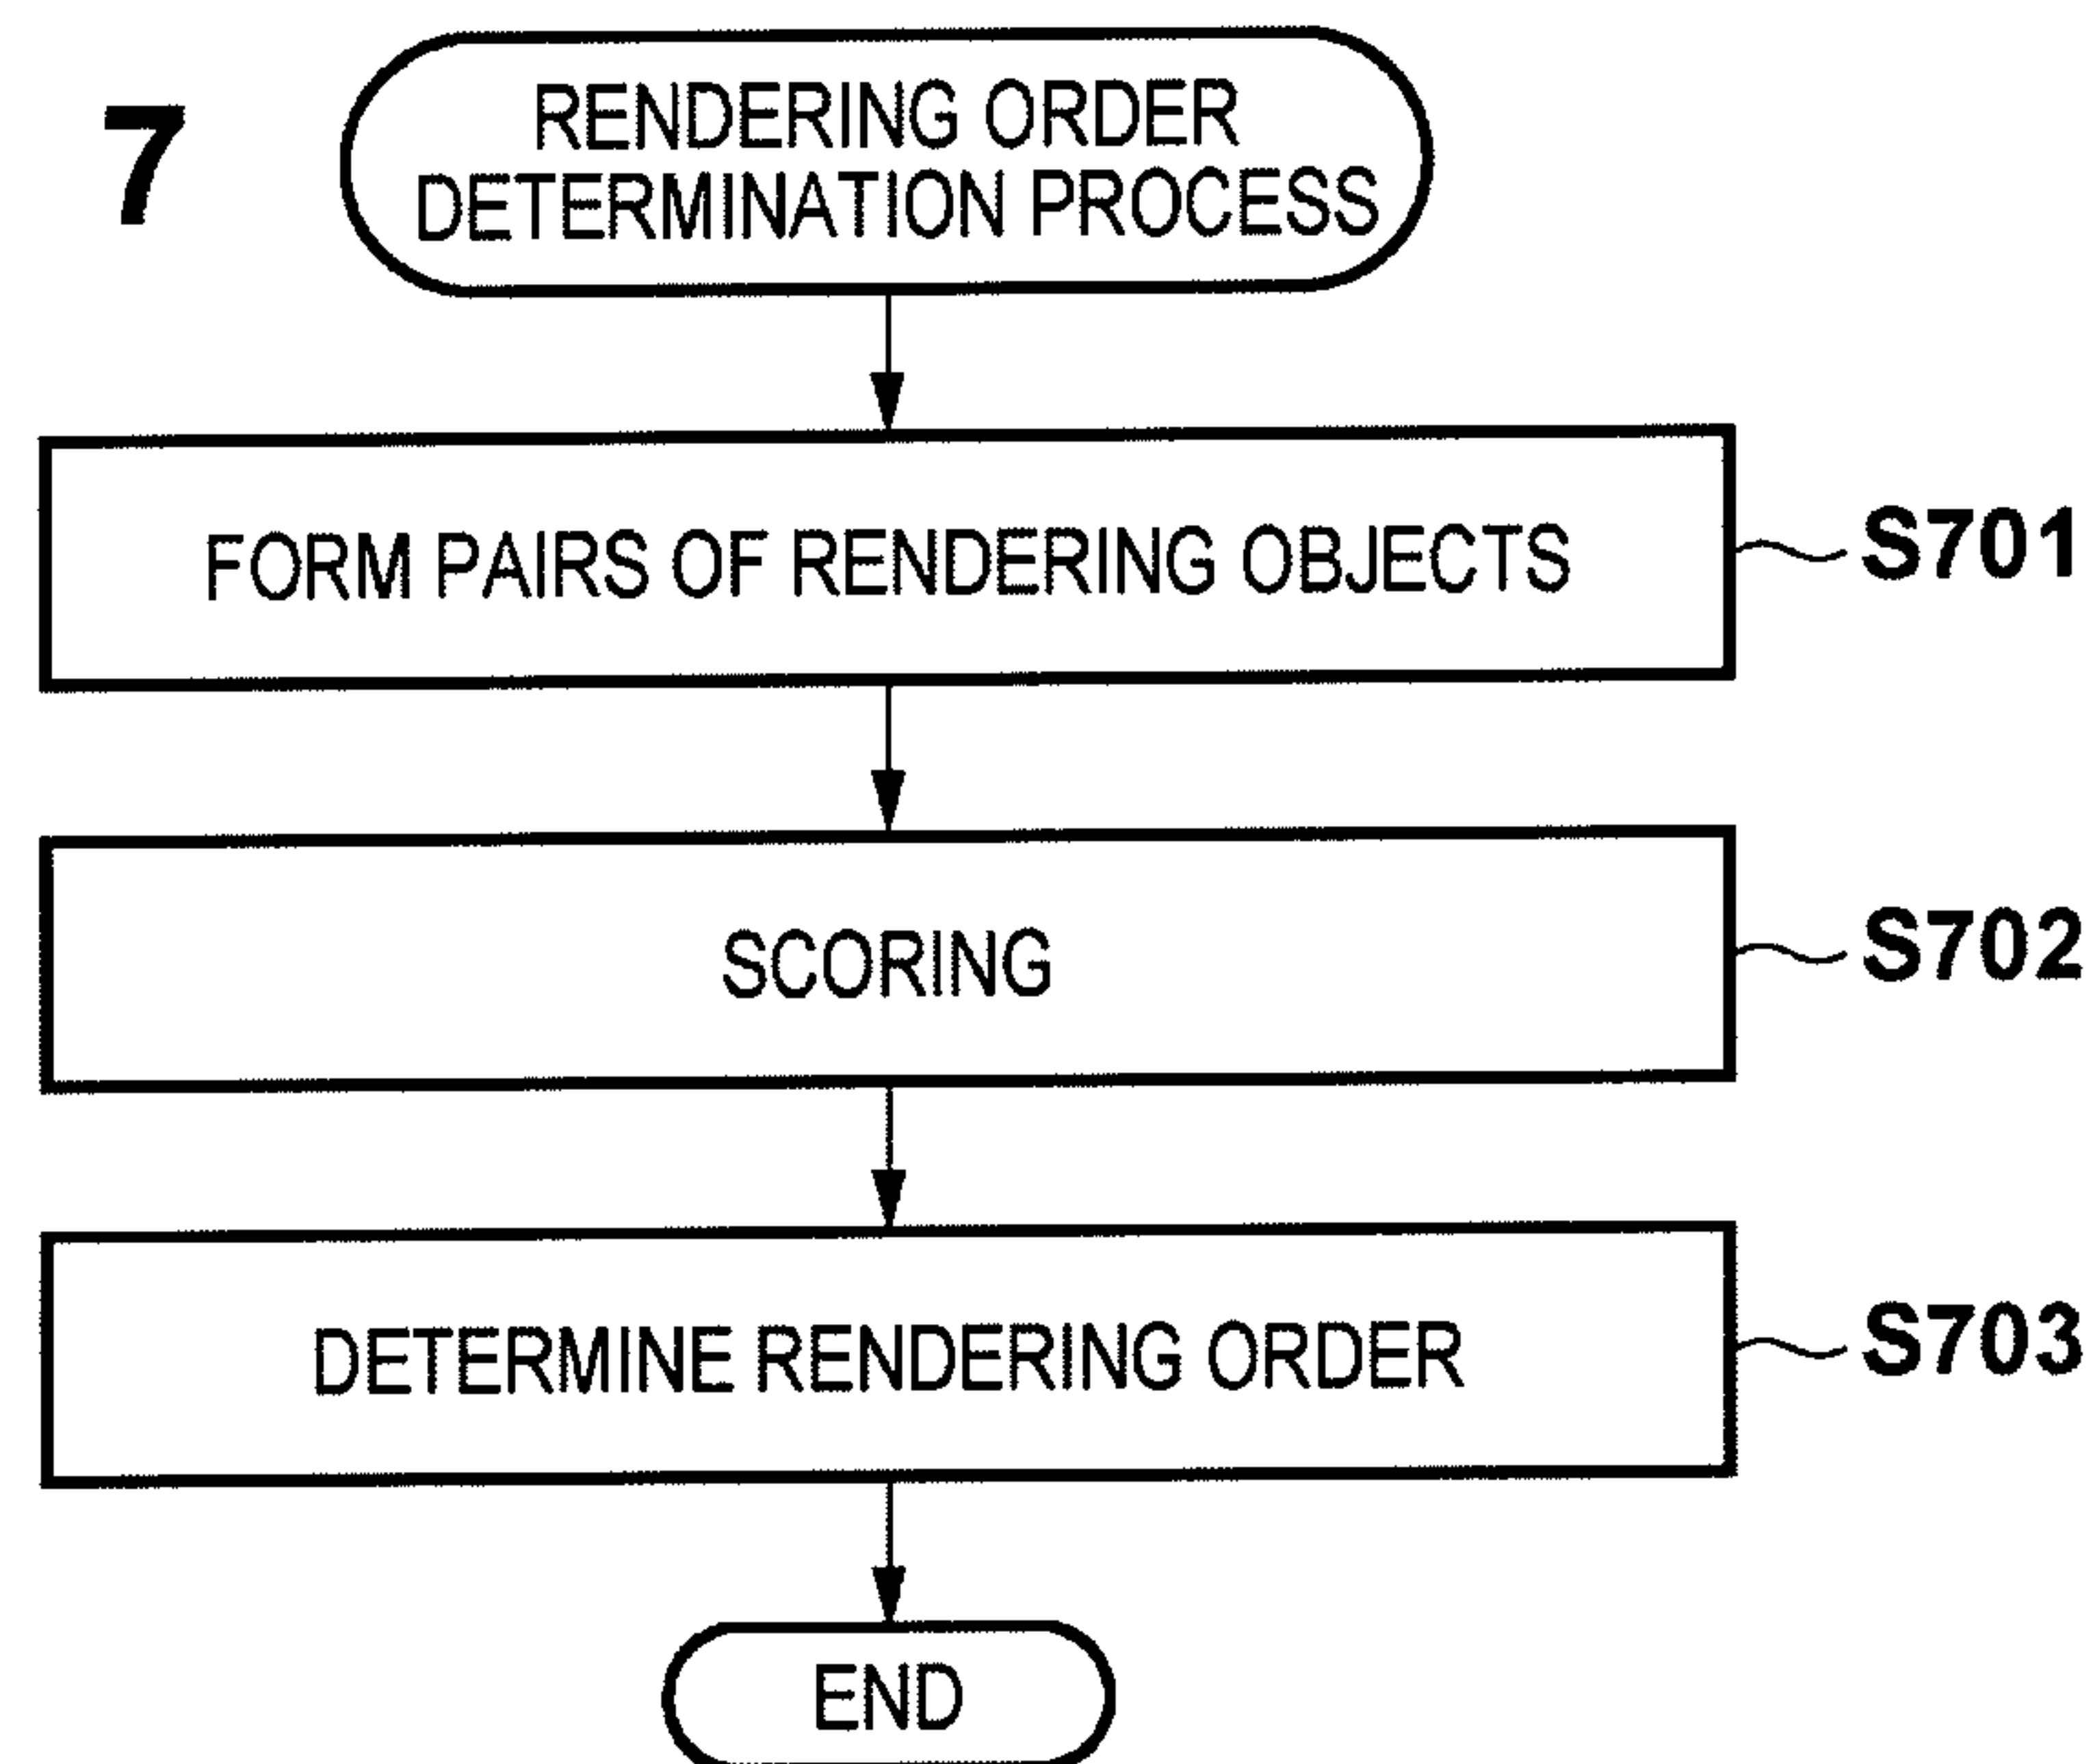 7
RENDERING ORDER
DETERMINATION PROCESS
FORM PAIRS OF RENDERING OBJECTS
S701
SCORING
S702
DETERMINE RENDERING ORDER
S703
END